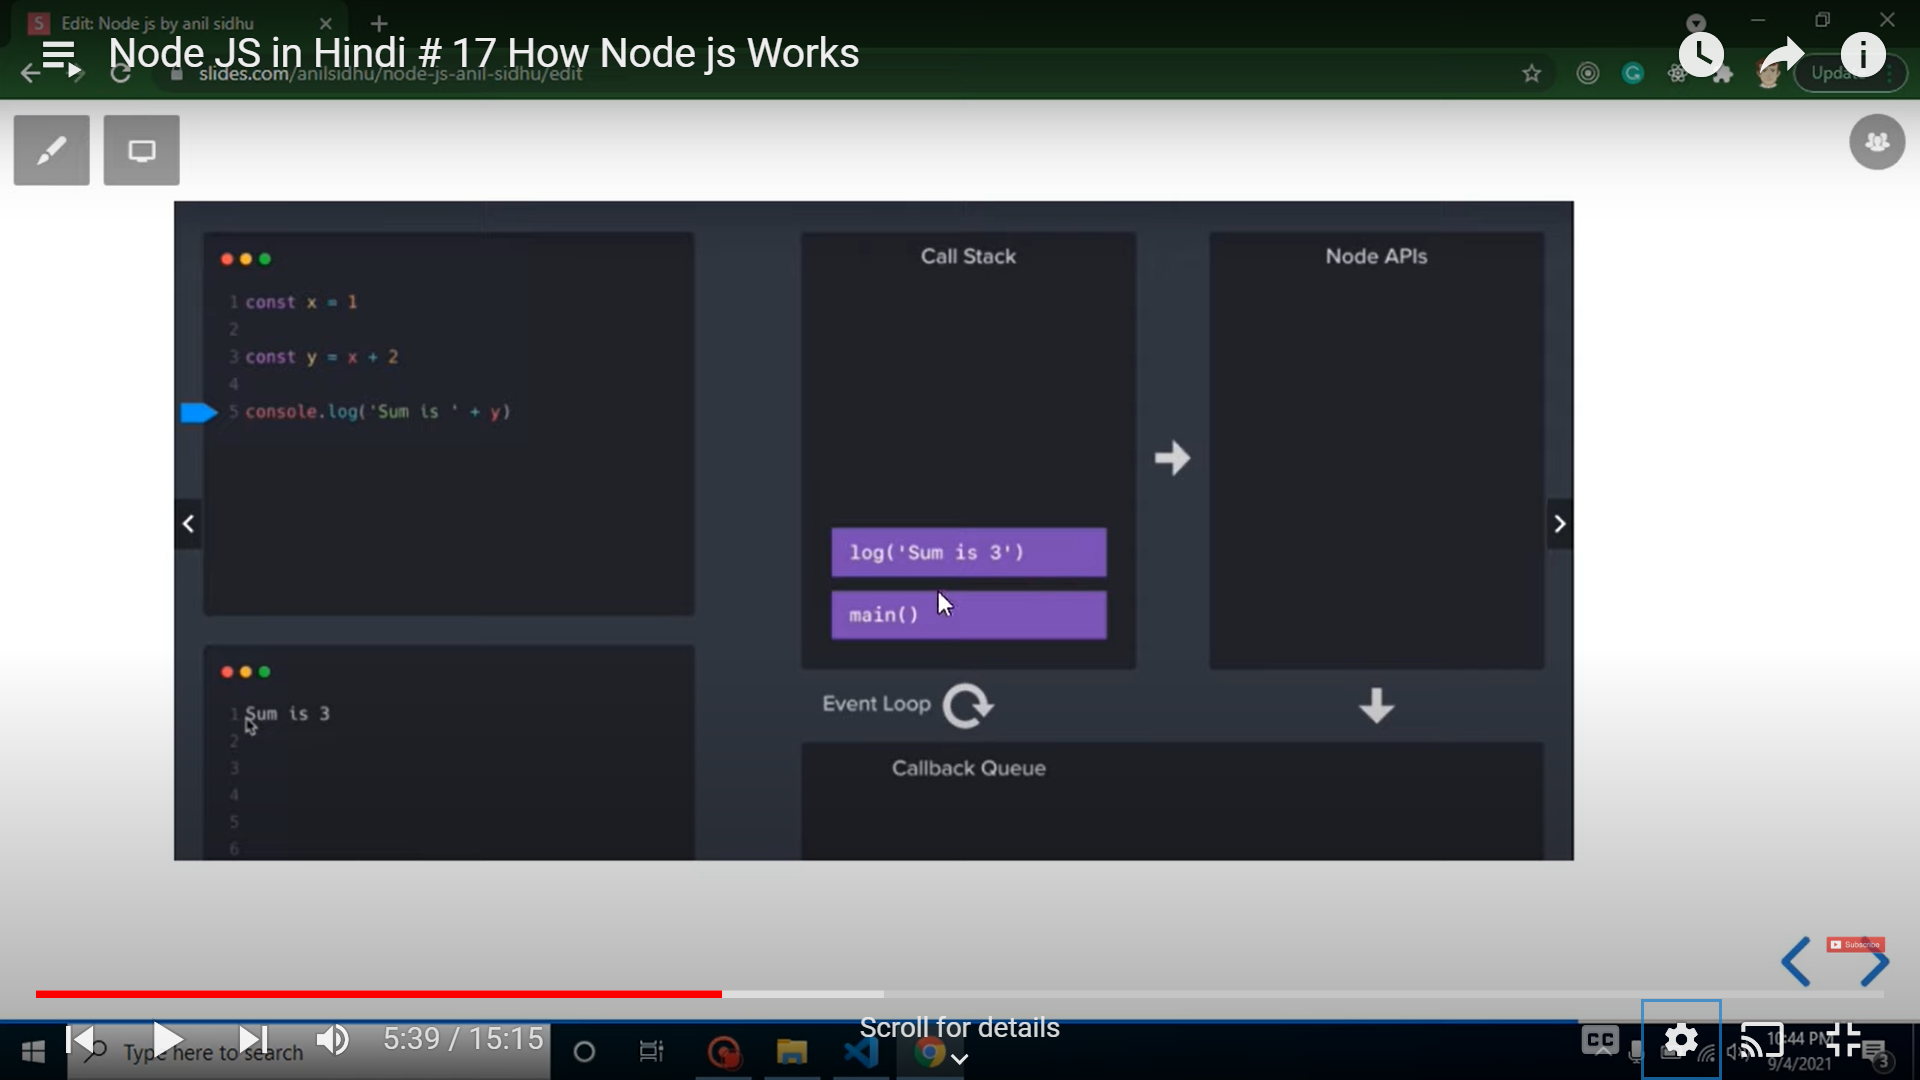 Edit: Node js by anil sidhu
Node JS in Hindi # 17 How Node js Works
slides.com/anilsidhu/node-js-anil-sidhu/edit
Call Stack
Node APIs
1 const x = 1
2
3 const y = x + 2
4
5 console.log('Sum is ' + y)
log('Sum is 3')
main()
Event Loop
1 Sum is 3
2
3
4
5
6
Callback Queue
Subscribe
Scroll for details
5:39 / 15:15
Type here to search
CC
10:44 PM
9/4/2021
3